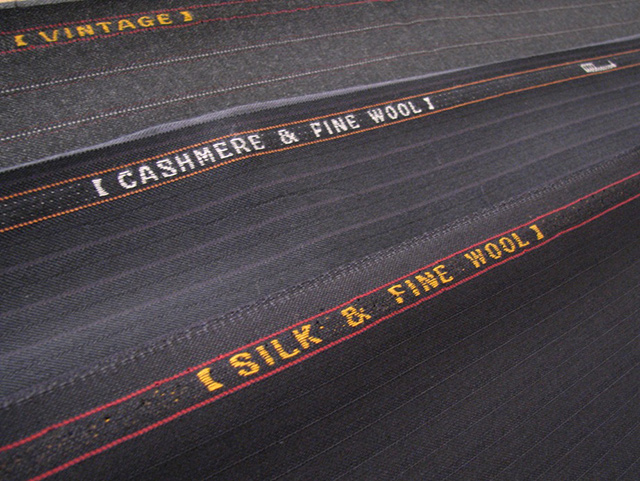 【VINTAGE】
【CASHMERE & FINE WOOL】
【SILK & FINE WOOL】